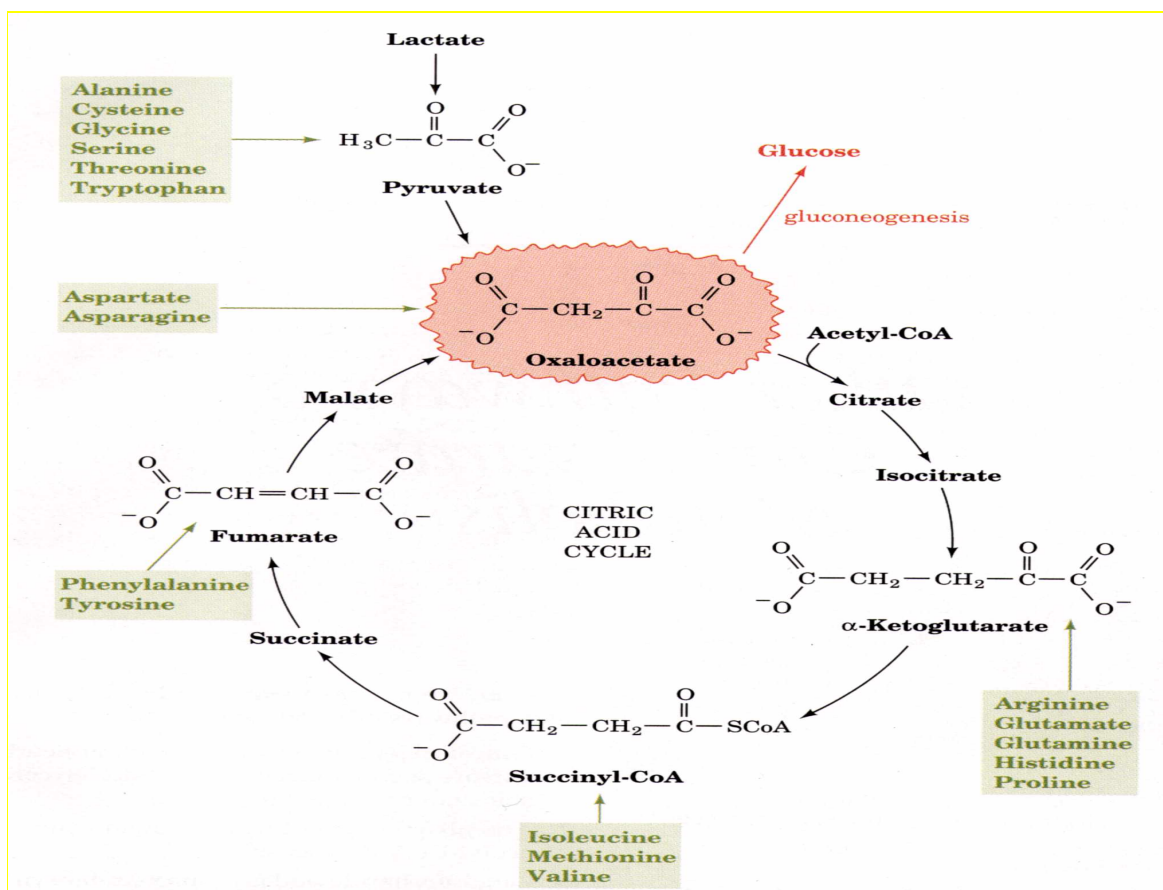 Lactate
Alanine
Cysteine
Glycine
Serine
Threonine
Tryptophan
O
O
H₃C—C—C
O⁻
Pyruvate
Glucose
gluconeogenesis
Aspartate
Asparagine
O
O
O
C—CH₂—C—C
⁻O
O⁻
Oxaloacetate
Acetyl-CoA
Malate
Citrate
Isocitrate
O
O
C—CH=CH—C
⁻O
O⁻
Fumarate
CITRIC
ACID
CYCLE
O
O
O
C—CH₂—CH₂—C—C
⁻O
O⁻
α-Ketoglutarate
Phenylalanine
Tyrosine
Succinate
O
O
C—CH₂—CH₂—C—SCoA
⁻O
Succinyl-CoA
Arginine
Glutamate
Glutamine
Histidine
Proline
Isoleucine
Methionine
Valine